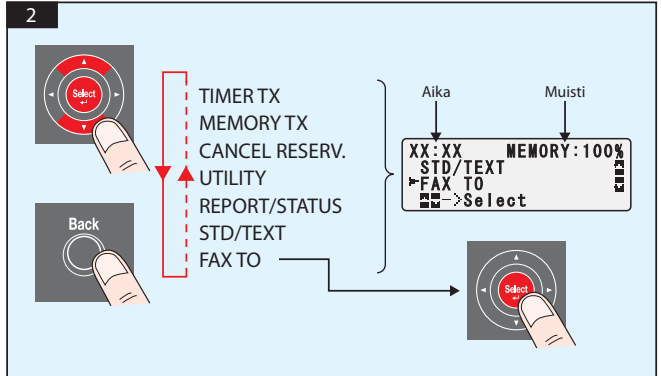 2
Select
TIMER TX
MEMORY TX
CANCEL RESERV.
UTILITY
REPORT/STATUS
STD/TEXT
FAX TO
Back
Aika Muisti
XX:XX MEMORY:100%
STD/TEXT
FAX TO
->Select
Select